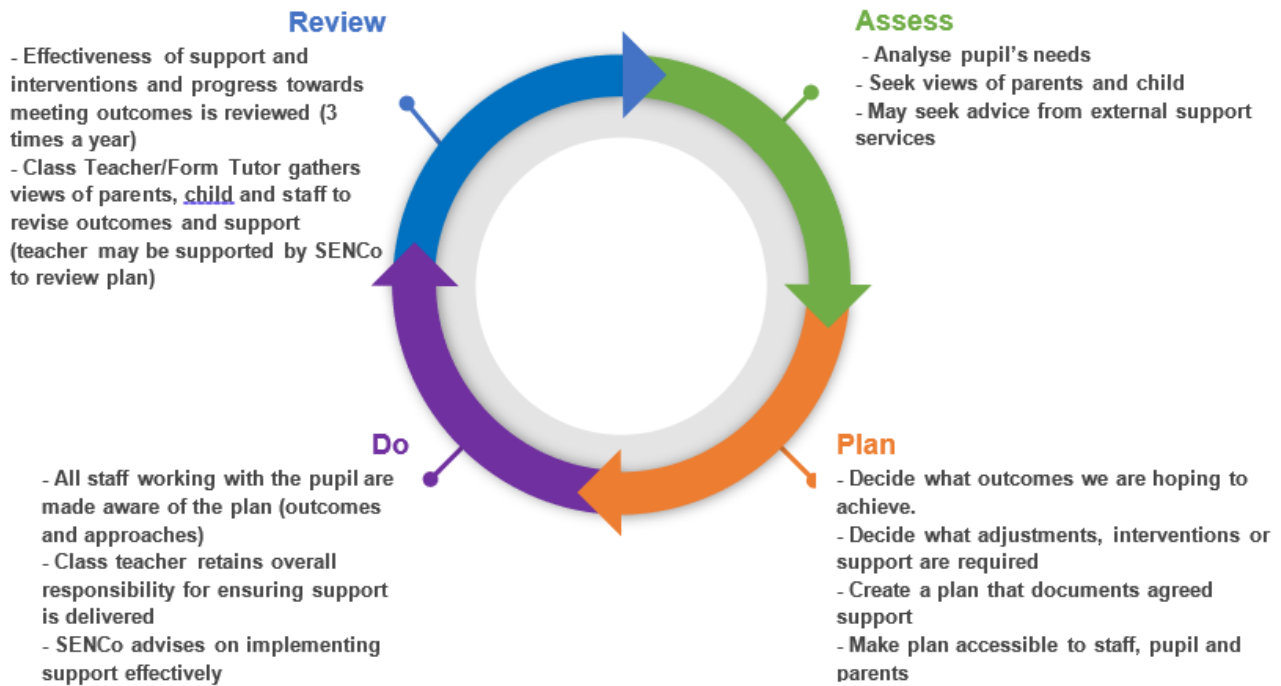 Review
- Effectiveness of support and
interventions and progress towards
meeting outcomes is reviewed (3
times a year)
- Class Teacher/Form Tutor gathers
views of parents, child and staff to
revise outcomes and support
(teacher may be supported by SENCo
to review plan)
Assess
- Analyse pupil's needs
- Seek views of parents and child
- May seek advice from external support
services
Do
- All staff working with the pupil are
made aware of the plan (outcomes
and approaches)
- Class teacher retains overall
responsibility for ensuring support
is delivered
- SENCo advises on implementing
support effectively
Plan
- Decide what outcomes we are hoping to
achieve.
- Decide what adjustments, interventions or
support are required
- Create a plan that documents agreed
support
- Make plan accessible to staff, pupil and
parents